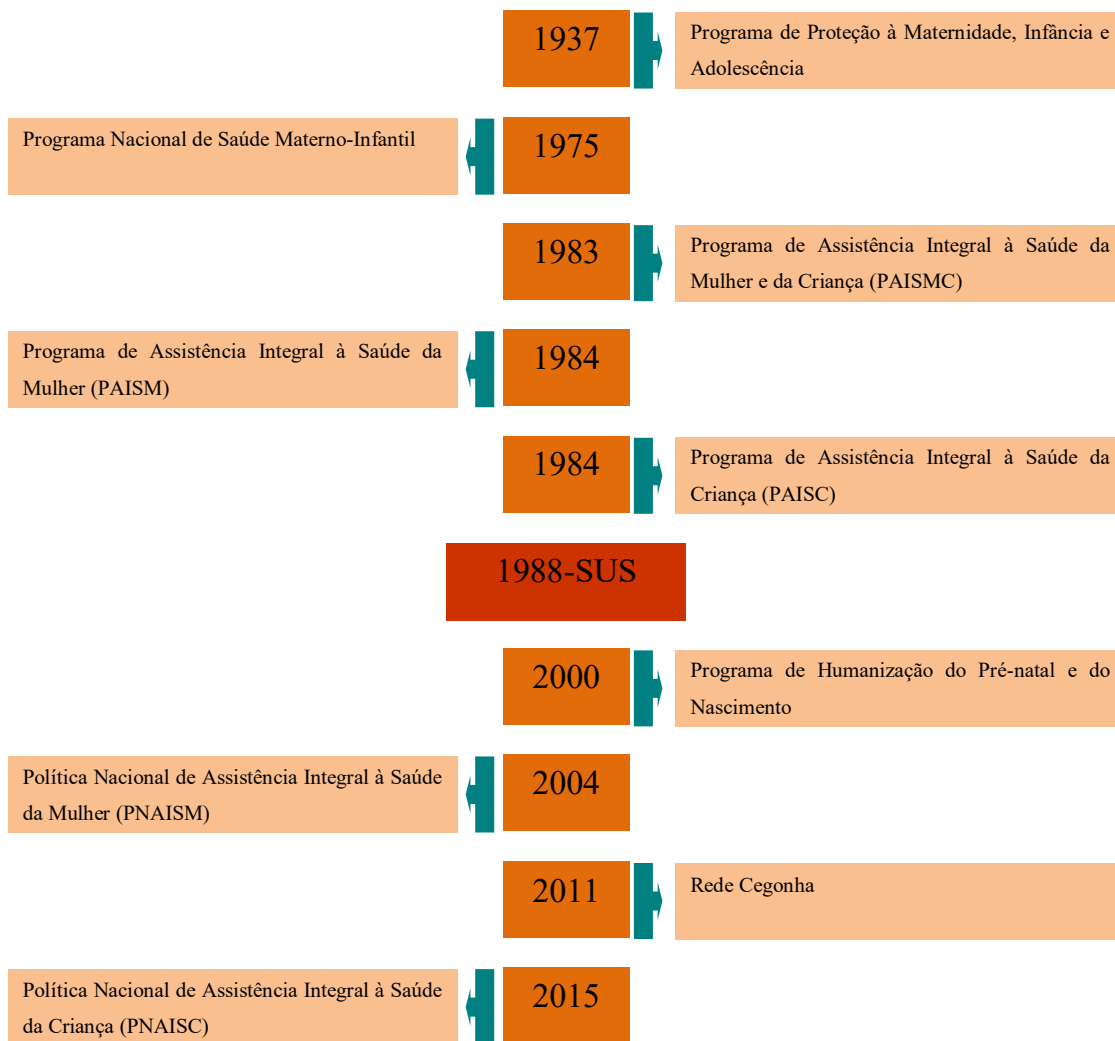 1937
Programa de Proteção à Maternidade, Infância e
Adolescência
Programa Nacional de Saúde Materno-Infantil
1975
1983
Programa de Assistência Integral à Saúde da
Mulher e da Criança (PAISMC)
Programa de Assistência Integral à Saúde da
Mulher (PAISM)
1984
1984
Programa de Assistência Integral à Saúde da
Criança (PAISC)
1988-SUS
2000
Programa de Humanização do Pré-natal e do
Nascimento
Política Nacional de Assistência Integral à Saúde
da Mulher (PNAISM)
2004
2011
Rede Cegonha
Política Nacional de Assistência Integral à Saúde
da Criança (PNAISC)
2015